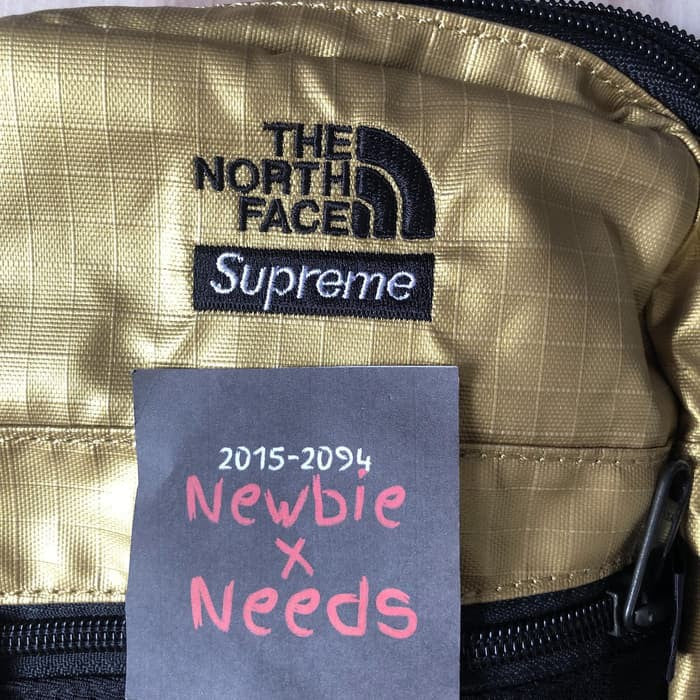 THE
NORTH
FACE
Supreme
2015-2094
Newbie
x
Needs